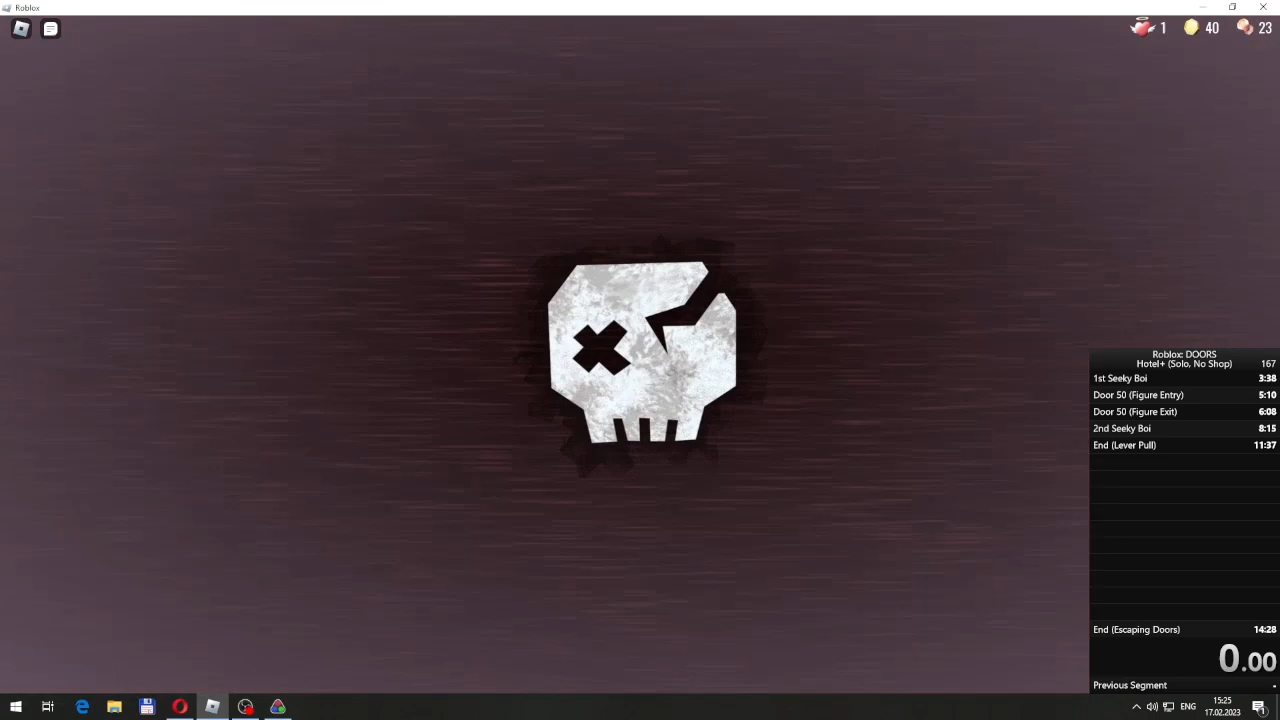 Roblox
1 40 23
Roblox: DOORS
Hotel+ (Solo, No Shop) 167
1st Seeky Boi 3:38
Door 50 (Figure Entry) 5:10
Door 50 (Figure Exit) 6:08
2nd Seeky Boi 8:15
End (Lever Pull) 11:37
End (Escaping Doors) 14:28
0.00
Previous Segment -
ENG
15:25
17.02.2023
1